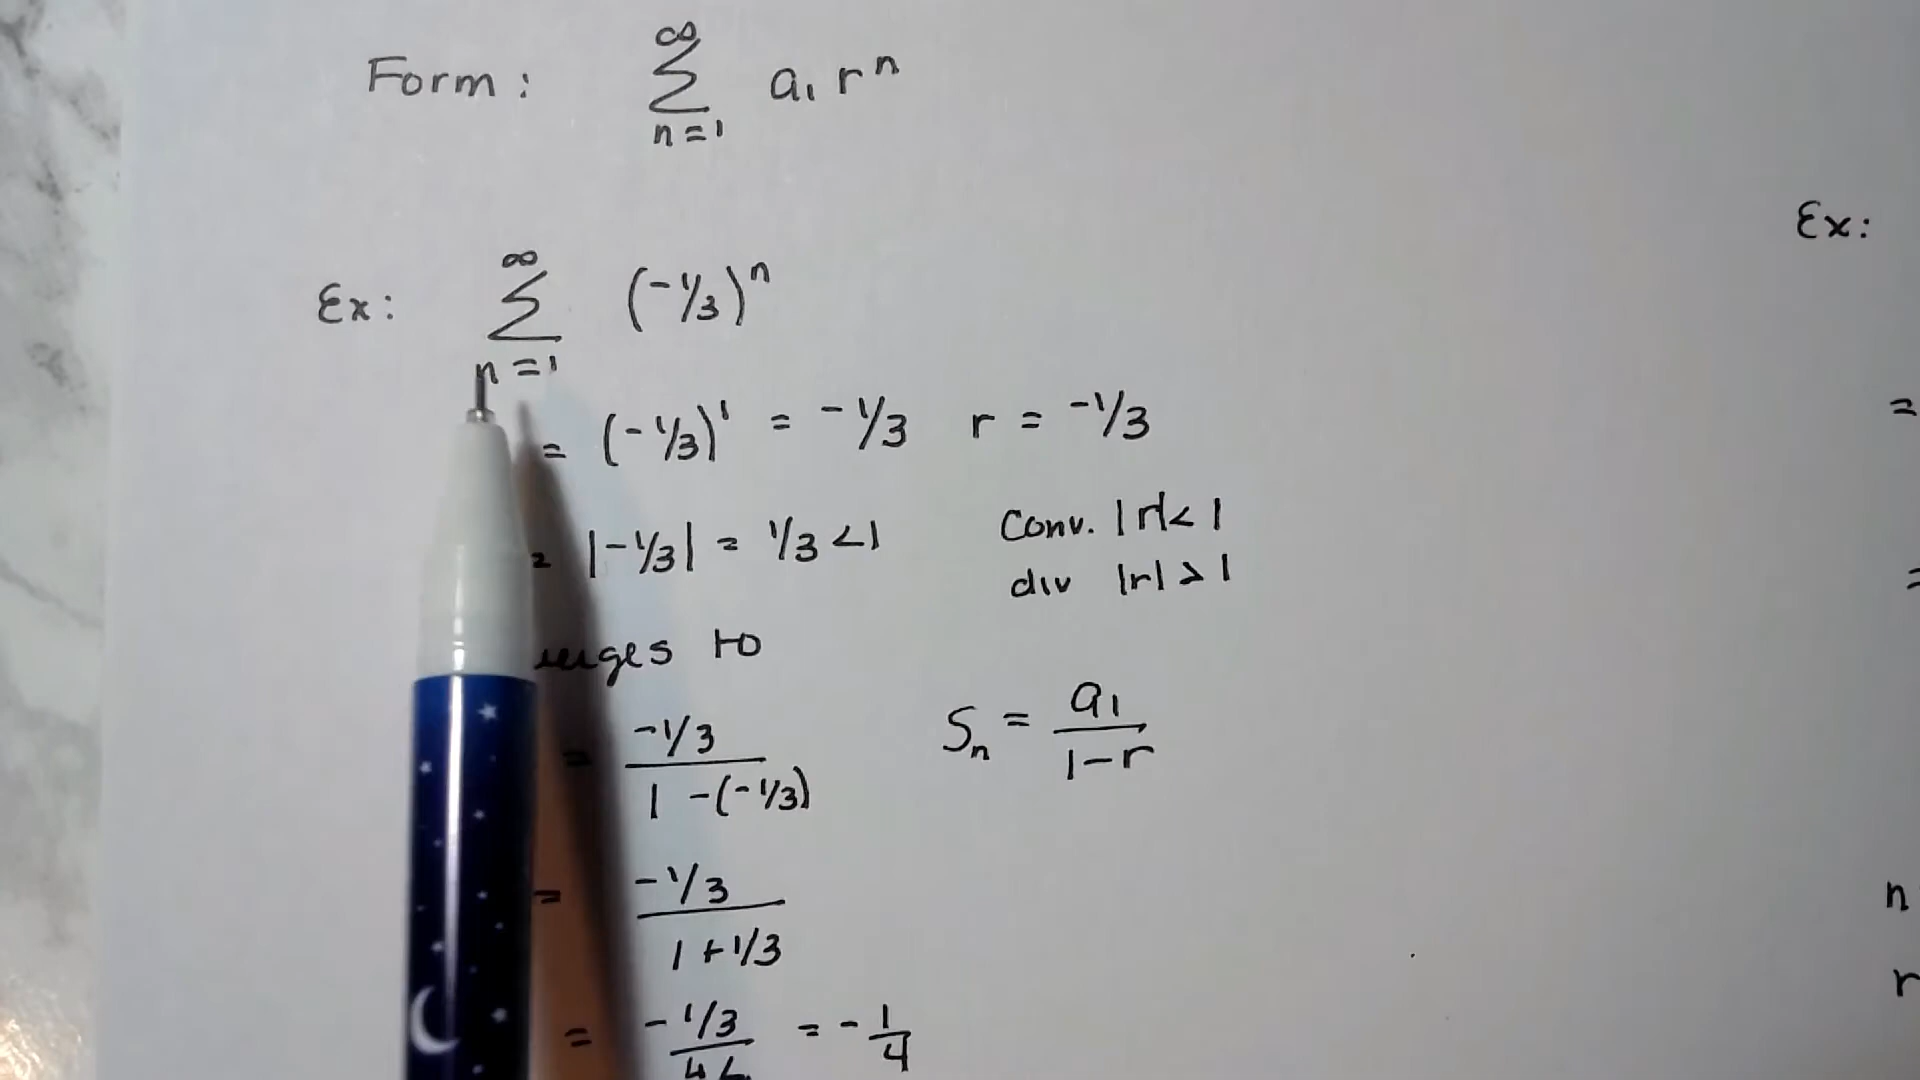 Form: ∞ Σ n=1 a₁ rⁿ
Ex:
Ex: ∞ Σ n=1 (-1/3)ⁿ
= (-1/3)¹ = -1/3 r = -1/3
=
= |-1/3| = 1/3 < 1
Conv. |r| < 1
div |r| > 1
=
to
= -1/3 / 1 - (-1/3)
Sₙ = a₁ / 1 - r
= -1/3 / 1 + 1/3
n
r
= -1/3 / 4 = - 1/4